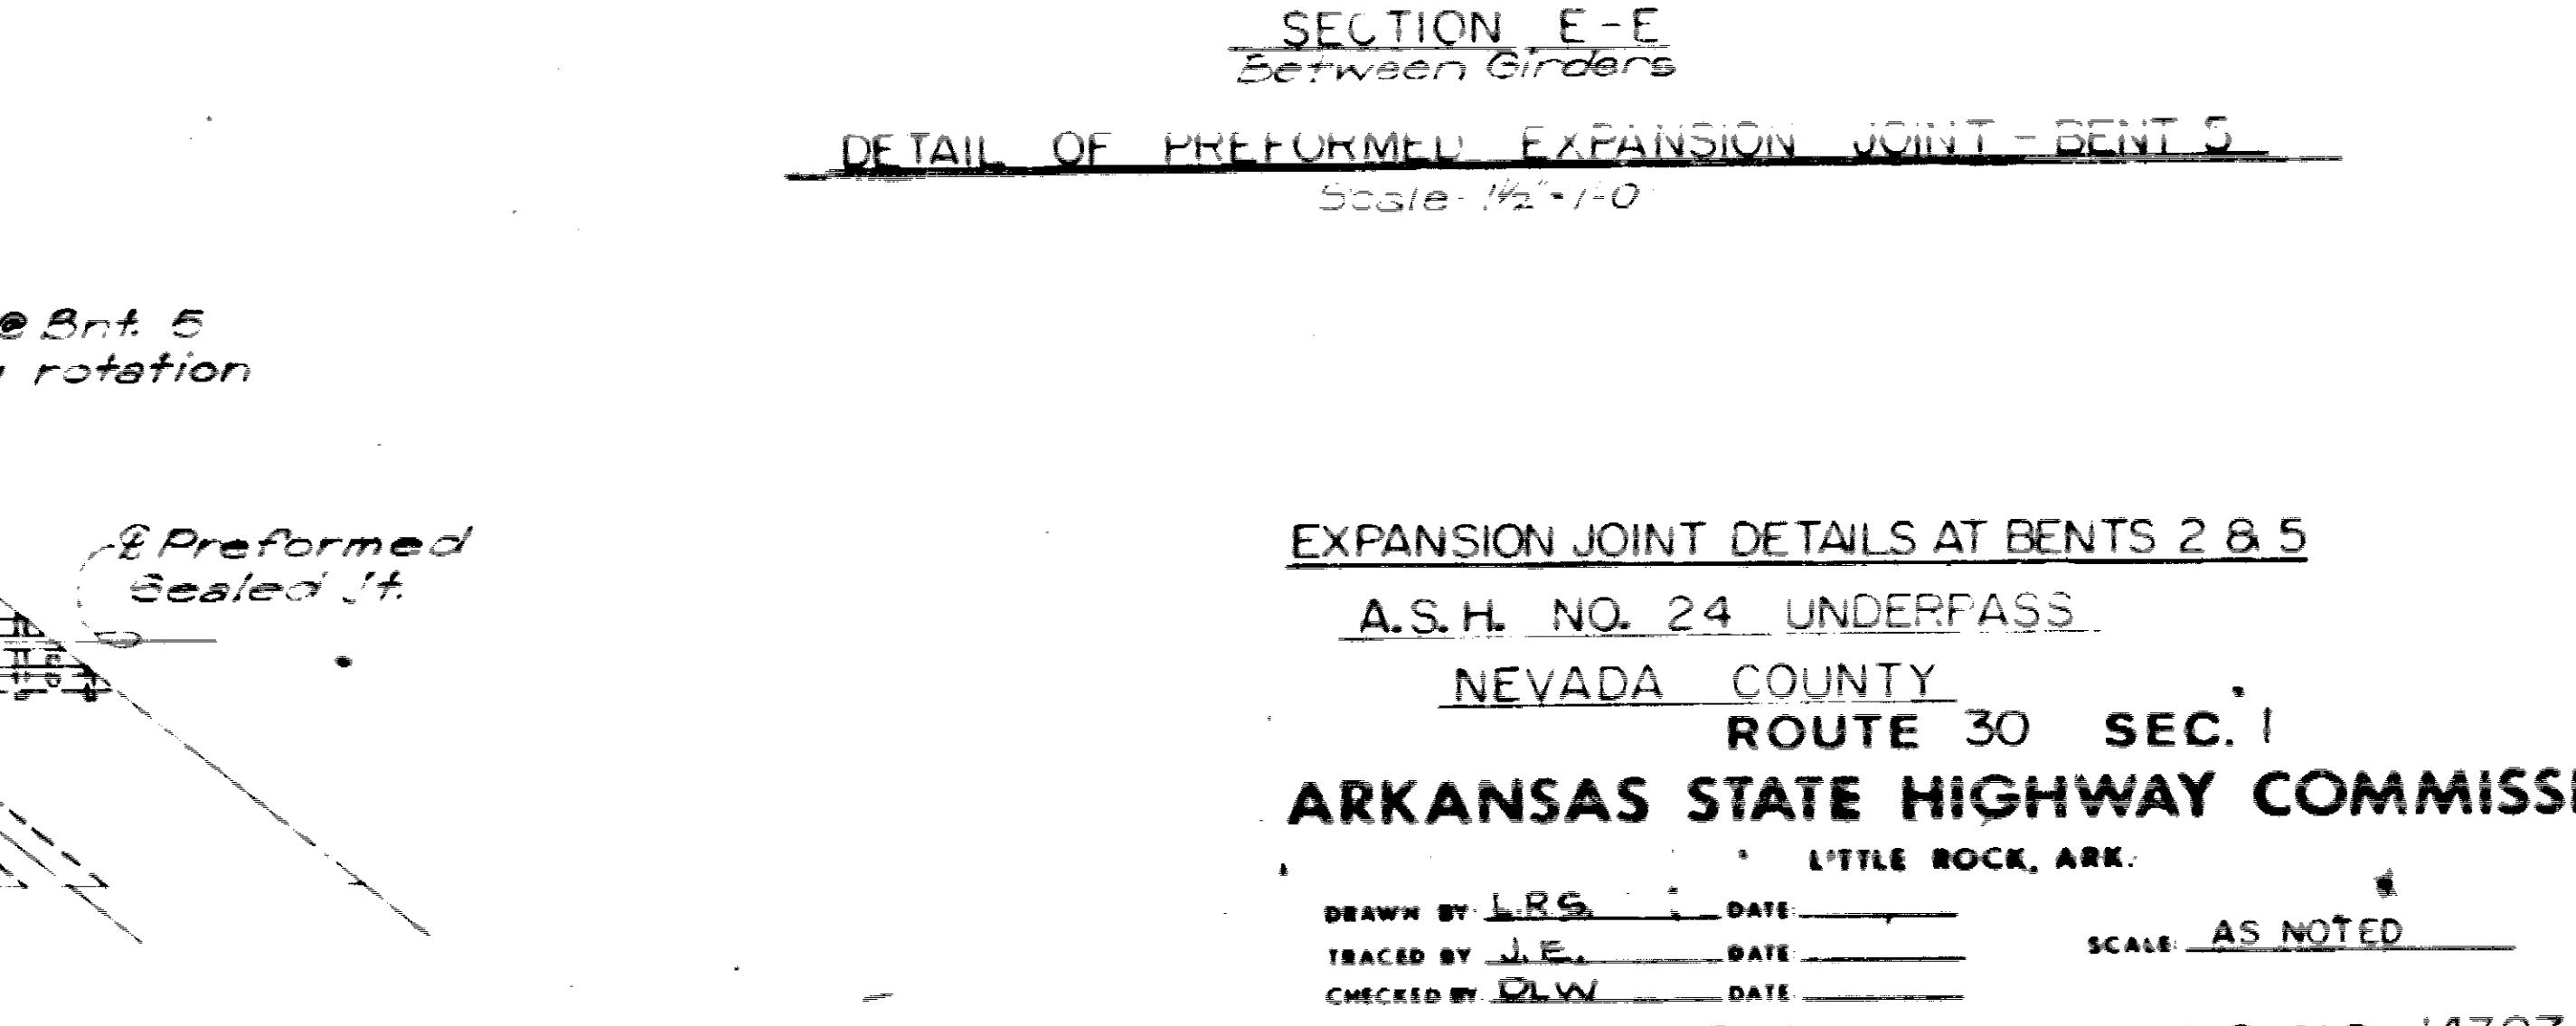 SECTION E-E
Between Girders
DETAIL OF PREFORMED EXPANSION JOINT - BENT 5
Scale - 1½" = 1'-0
@ Bnt. 5
rotation
℄ Preformed
Sealed Jt.
EXPANSION JOINT DETAILS AT BENTS 2 & 5
A.S.H. NO. 24 UNDERPASS
NEVADA COUNTY
ROUTE 30 SEC. 1
ARKANSAS STATE HIGHWAY COMMISSI
LITTLE ROCK, ARK.
DRAWN BY L.R.S. DATE
TRACED BY J.E. DATE
CHECKED BY DLW DATE
SCALE: AS NOTED